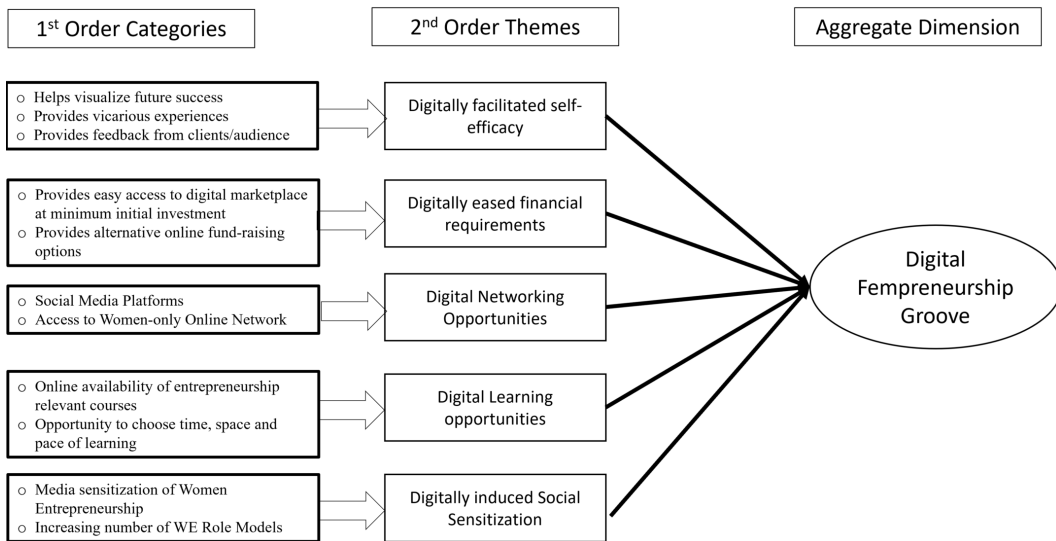 1st Order Categories
2nd Order Themes
Aggregate Dimension
o Helps visualize future success
o Provides vicarious experiences
o Provides feedback from clients/audience
Digitally facilitated self-
efficacy
o Provides easy access to digital marketplace
at minimum initial investment
o Provides alternative online fund-raising
options
Digitally eased financial
requirements
o Social Media Platforms
o Access to Women-only Online Network
Digital Networking
Opportunities
o Online availability of entrepreneurship
relevant courses
o Opportunity to choose time, space and
pace of learning
Digital Learning
opportunities
o Media sensitization of Women
Entrepreneurship
o Increasing number of WE Role Models
Digitally induced Social
Sensitization
Digital
Fempreneurship
Groove